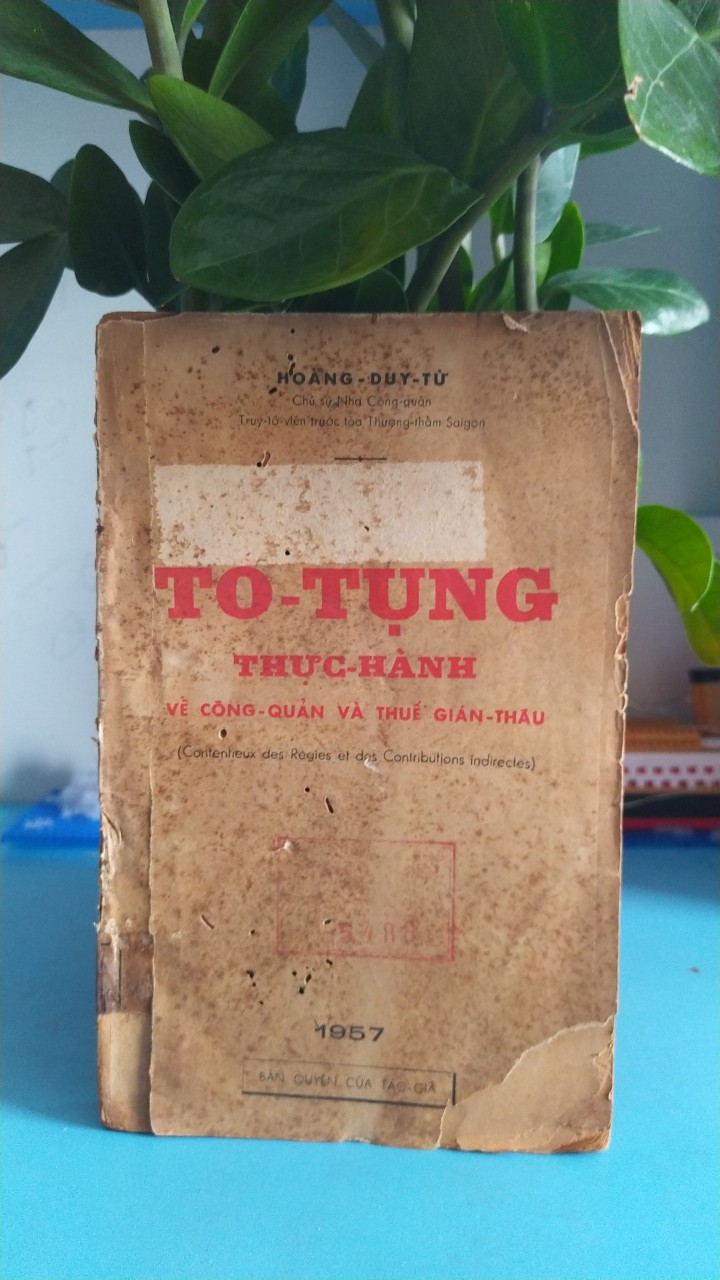 HOÀNG-DUY-TỪ
Chủ sự Nha Công-quản
Truy-tố-viên trước tòa Thượng-thẩm Saigon
TO-TỤNG
THỰC-HÀNH
VỀ CÔNG-QUẢN VÀ THUẾ GIÁN-THÂU
(Contentieux des Régies et des Contributions Indirectes)
1957
BẢN QUYỀN CỦA TÁC-GIẢ